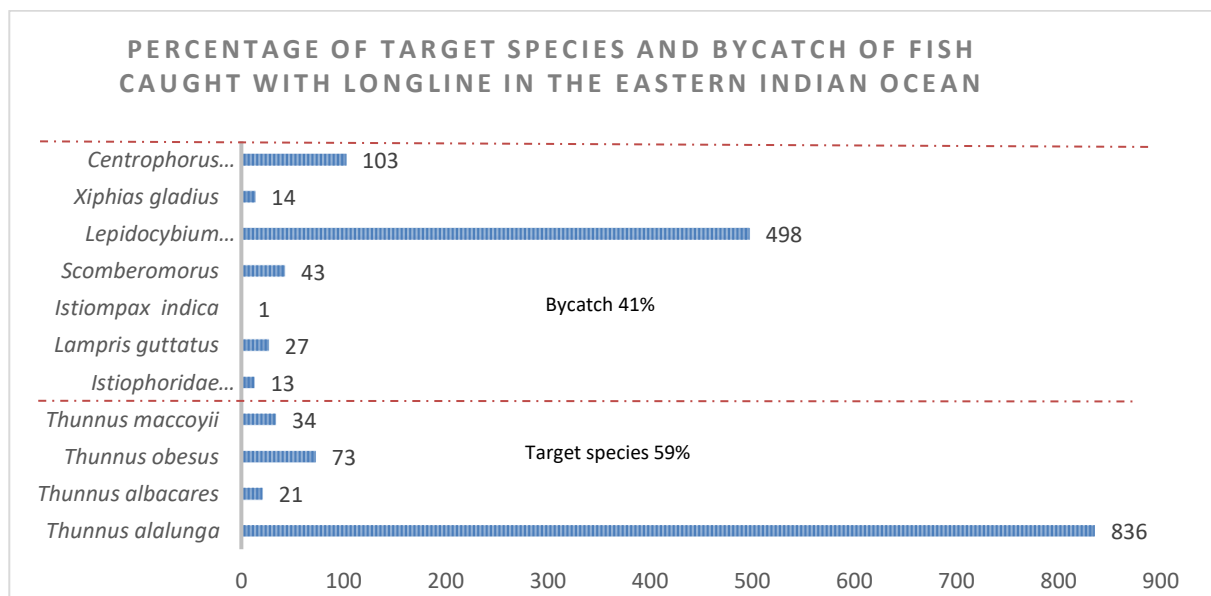 PERCENTAGE OF TARGET SPECIES AND BYCATCH OF FISH
CAUGHT WITH LONGLINE IN THE EASTERN INDIAN OCEAN
Centrophorus… 103
Xiphias gladius 14
Lepidocybium… 498
Scomberomorus 43
Istiompax indica 1
Bycatch 41%
Lampris guttatus 27
Istiophoridae… 13
Thunnus maccoyii 34
Target species 59%
Thunnus obesus 73
Thunnus albacares 21
Thunnus alalunga 836
0 100 200 300 400 500 600 700 800 900